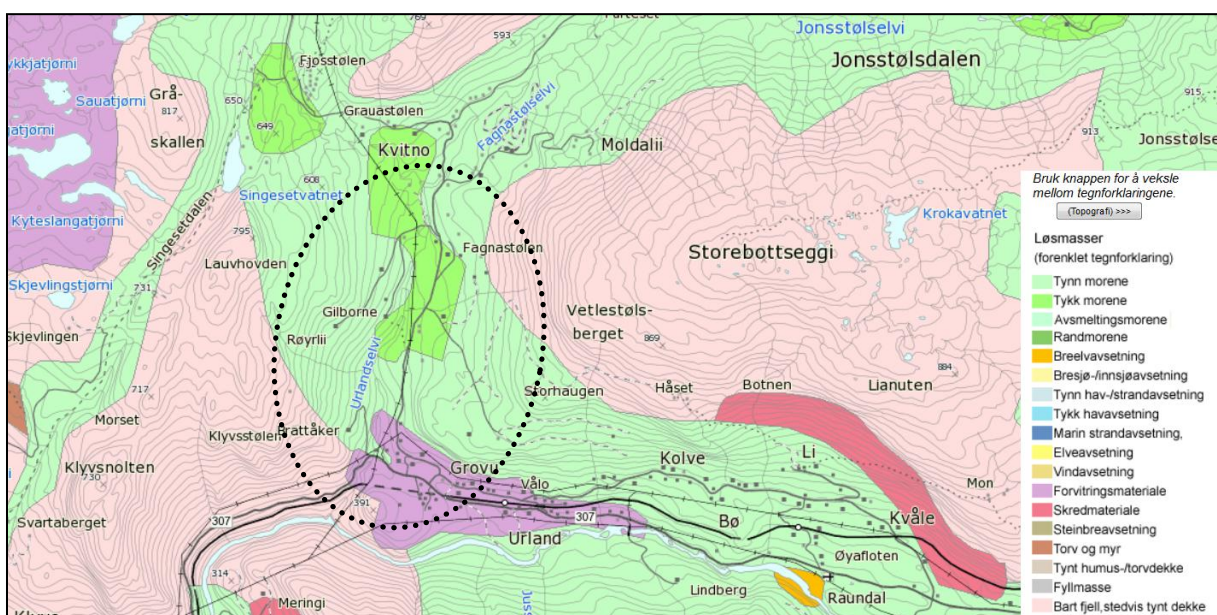 769
Jonsstølselvi
593
Fjosstølen
Jonsstølsdalen
Sauatjørni
Grå-
817
650
Grauastølen
Fagnastølselvi
915
skallen
649
Kvitno
Moldalii
913
Jonsstølse
Bruk knappen for å veksle
mellom tegnforklaringene.
(Topografi) >>>
608
Singesetvatnet
Kyteslangatjørni
Singesetdalen
795
Krokavatnet
Lauvhovden
Fagnastølen
Storebottseggi
Skjevlingstjørni
731
Gilborne
Vetlestøls-
berget
Skjevlingen
Røyrlii
869
884
717
Urlandselvi
Storhaugen
Håset
Botnen
Lianuten
Morset
Klyvsstølen
Brattåker
Klyvsnolten
730
Grovu
Kolve
Li
391
Vålo
Mon
Svartaberget
307
307
Urland
Bø
Kvåle
Øyafloten
314
Meringi
Lindberg
Raundal
Løsmasser
(forenklet tegnforklaring)
Tynn morene
Tykk morene
Avsmeltingsmorene
Randmorene
Breelvavsetning
Bresjø-/innsjøavsetning
Tynn hav-/strandavsetning
Tykk havavsetning
Marin strandavsetning,
Elveavsetning
Vindavsetning
Forvitringsmateriale
Skredmateriale
Steinbreavsetning
Torv og myr
Tynt humus-/torvdekke
Fyllmasse
Bart fjell,stedvis tynt dekke